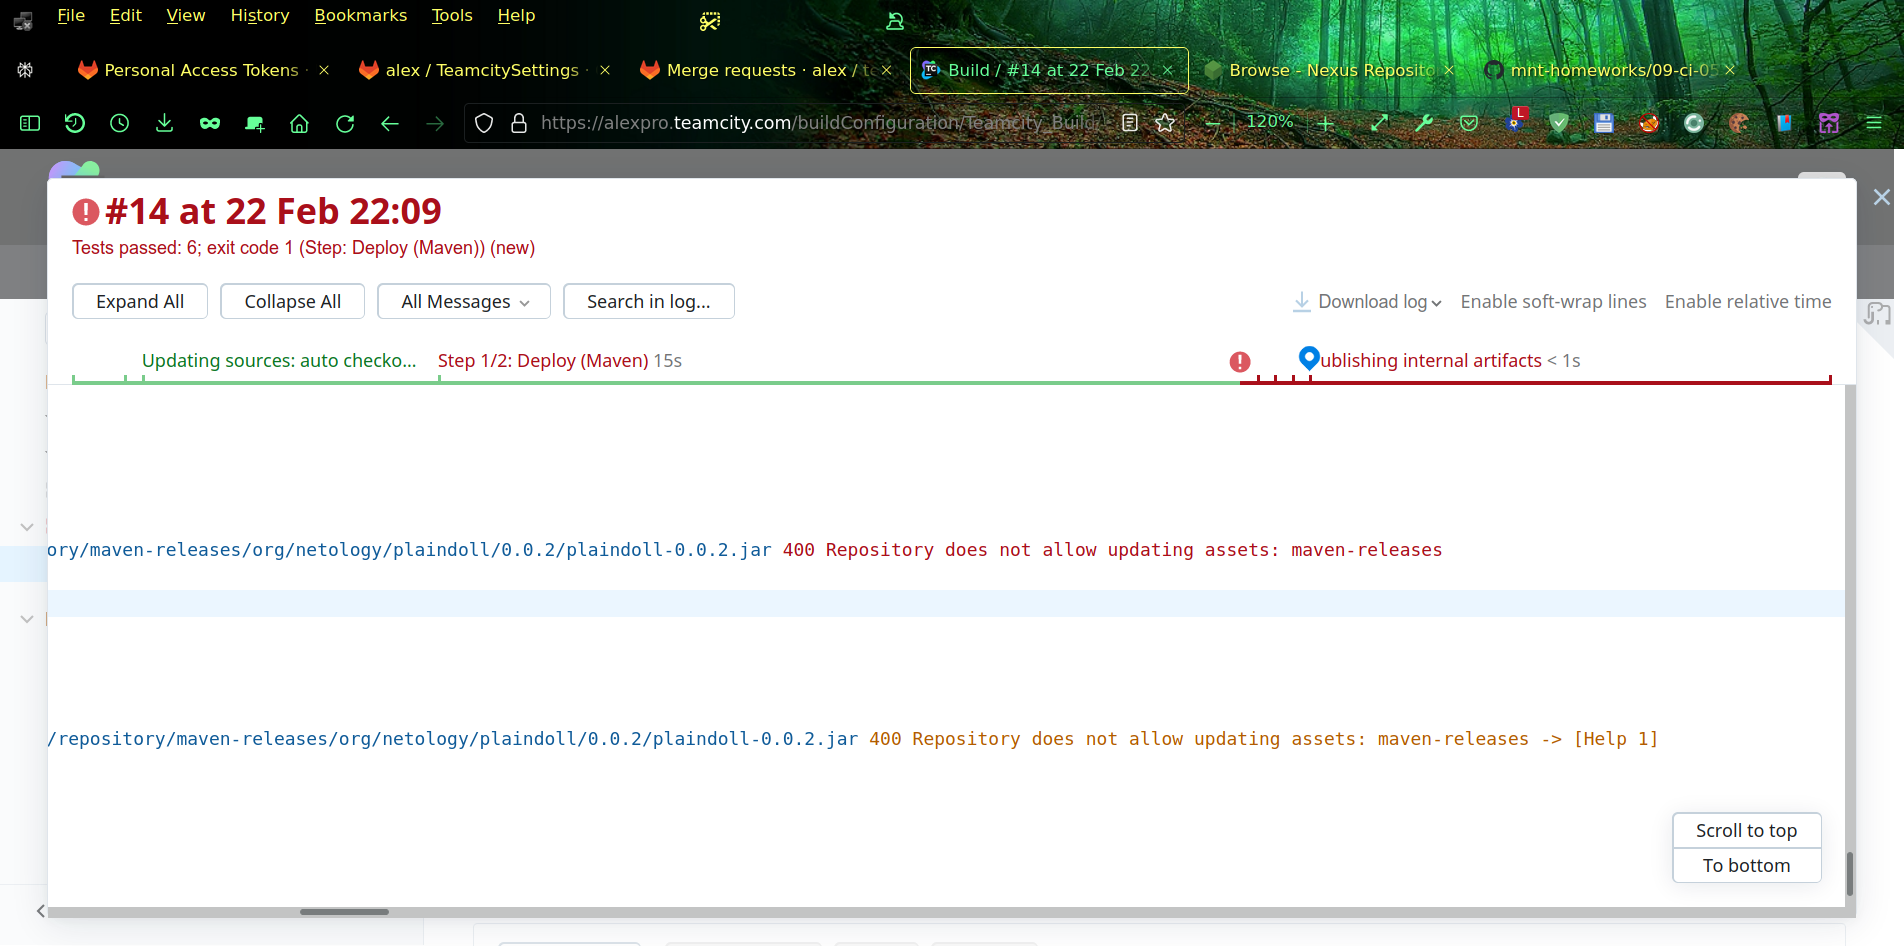 File Edit View History Bookmarks Tools Help
Personal Access Tokens · alex / TeamcitySettings · Merge requests · alex / te Build / #14 at 22 Feb 22: Browse - Nexus Reposito mnt-homeworks/09-ci-05
https://alexpro.teamcity.com/buildConfiguration/Teamcity_Build/ 120% L
#14 at 22 Feb 22:09
Tests passed: 6; exit code 1 (Step: Deploy (Maven)) (new)
Expand All Collapse All All Messages Search in log... Download log Enable soft-wrap lines Enable relative time
Updating sources: auto checko... Step 1/2: Deploy (Maven) 15s ublishing internal artifacts < 1s
ory/maven-releases/org/netology/plaindoll/0.0.2/plaindoll-0.0.2.jar 400 Repository does not allow updating assets: maven-releases
/repository/maven-releases/org/netology/plaindoll/0.0.2/plaindoll-0.0.2.jar 400 Repository does not allow updating assets: maven-releases -> [Help 1]
Scroll to top
To bottom